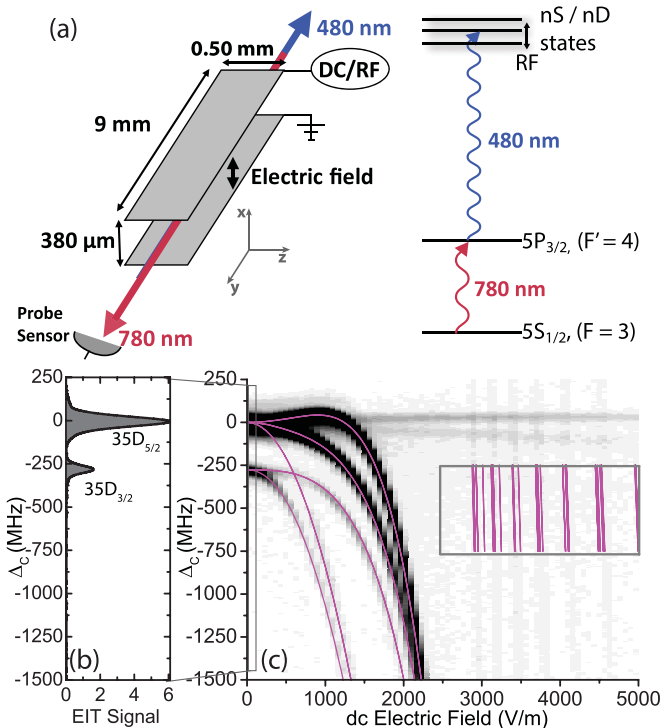 (a)
480 nm
0.50 mm
DC/RF
9 mm
Electric field
380 µm
x
z
y
Probe
Sensor
780 nm
nS / nD
states
RF
480 nm
5P3/2, (F' = 4)
780 nm
5S1/2, (F = 3)
250
0
-250
-500
-750
-1000
-1250
-1500
ΔC (MHz)
35D5/2
35D3/2
(b)
0 2 4 6
EIT Signal
250
0
-250
-500
-750
-1000
-1250
-1500
ΔC (MHz)
(c)
0 1000 2000 3000 4000 5000
dc Electric Field (V/m)